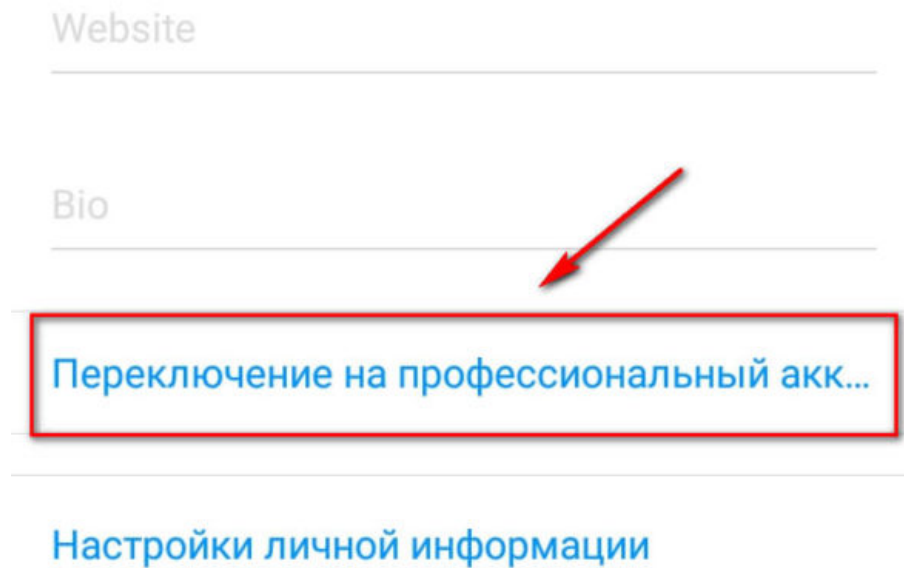 Website
Bio
Переключение на профессиональный акк...
Настройки личной информации